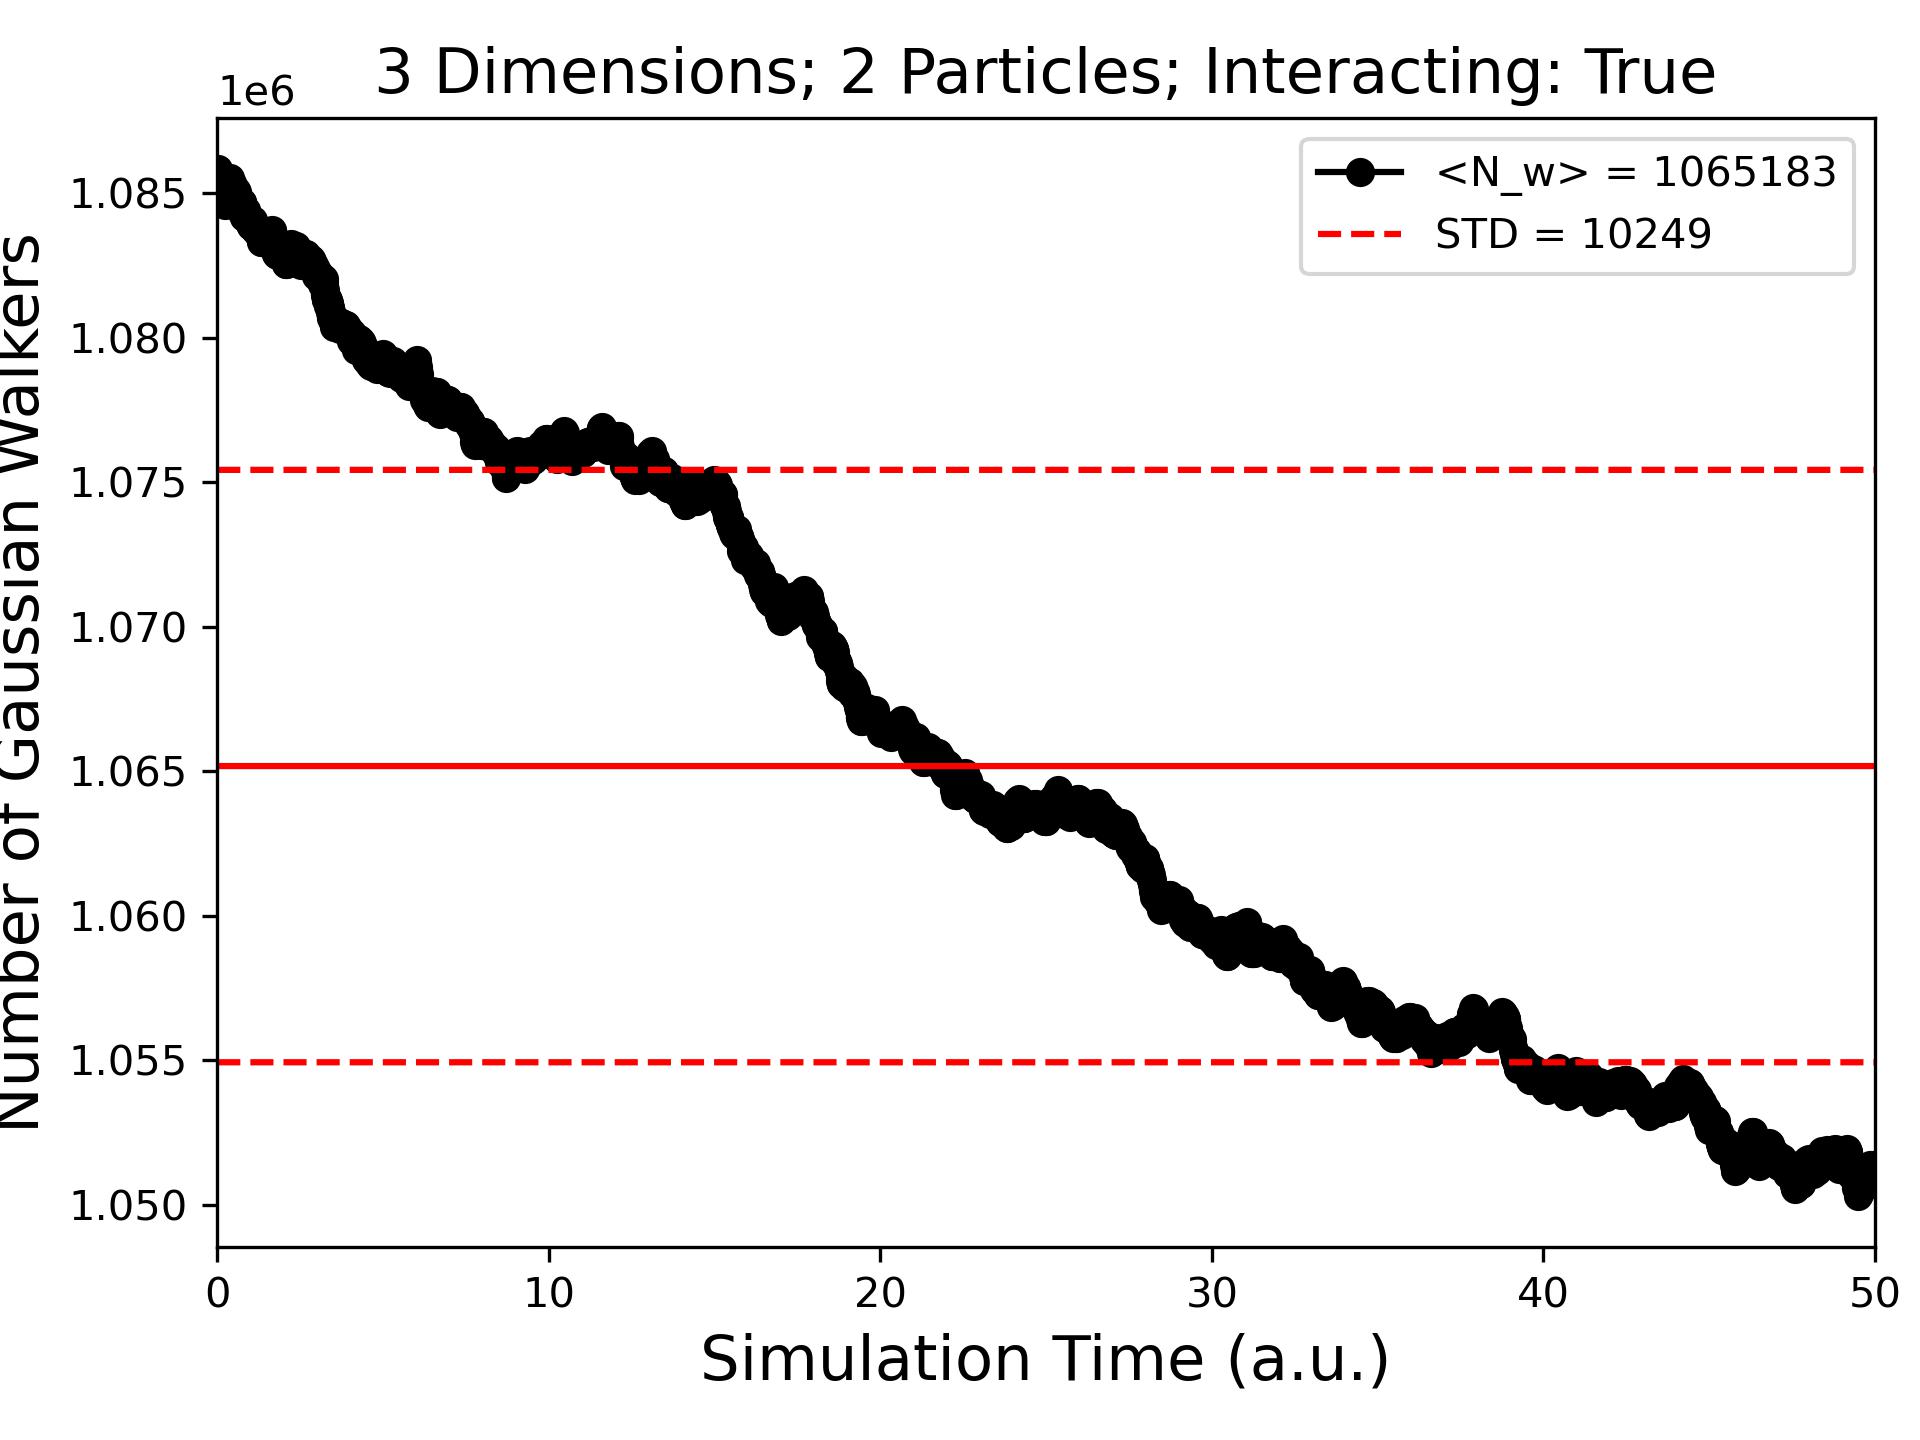 3 Dimensions; 2 Particles; Interacting: True
1e6
<N_w> = 1065183
STD = 10249
Number of Gaussian Walkers
1.085
1.080
1.075
1.070
1.065
1.060
1.055
1.050
0 10 20 30 40 50
Simulation Time (a.u.)